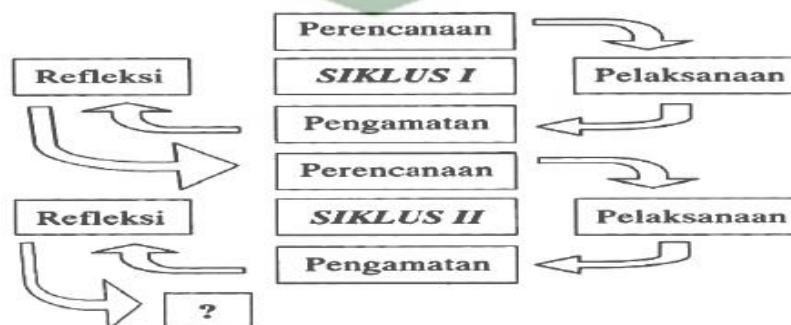 Perencanaan
Refleksi
SIKLUS I
Pelaksanaan
Pengamatan
Perencanaan
Refleksi
SIKLUS II
Pelaksanaan
Pengamatan
?